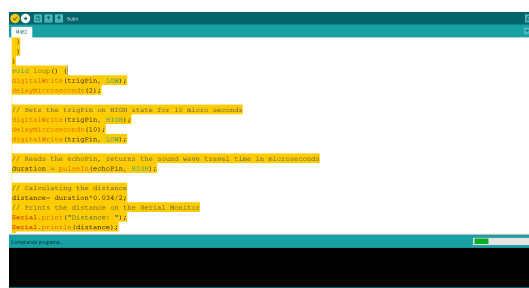 Subir
Mq02
}
}
}
void loop() {
digitalWrite(trigPin, LOW);
delayMicroseconds(2);
// Sets the trigPin on HIGH state for 10 micro seconds
digitalWrite(trigPin, HIGH);
delayMicroseconds(10);
digitalWrite(trigPin, LOW);
// Reads the echoPin, returns the sound wave travel time in microseconds
duration = pulseIn(echoPin, HIGH);
// Calculating the distance
distance= duration*0.034/2;
// Prints the distance on the Serial Monitor
Serial.print("Distance: ");
Serial.println(distance);
Compilando programa...